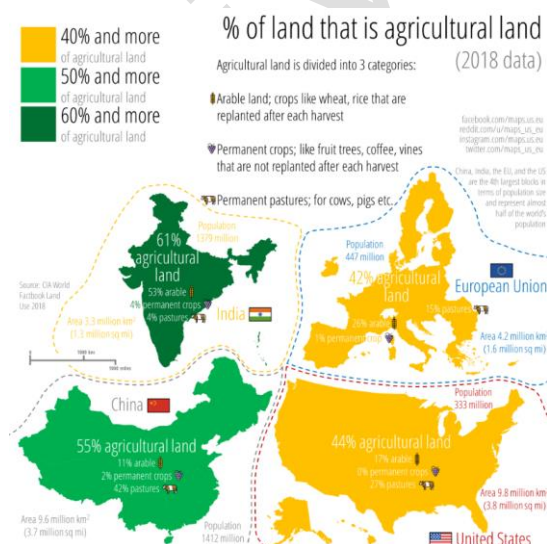 % of land that is agricultural land
(2018 data)
40% and more
of agricultural land
50% and more
of agricultural land
60% and more
of agricultural land
Agricultural land is divided into 3 categories:
Arable land; crops like wheat, rice that are
replanted after each harvest
Permanent crops; like fruit trees, coffee, vines
that are not replanted after each harvest
Permanent pastures; for cows, pigs etc.
facebook.com/maps.us.eu
reddit.com/u/maps_us_eu
instagram.com/maps_us_eu
twitter.com/maps_us_eu
China, India, the EU, and the US
are the 4th largest blocks in
terms of population size
and represent almost
half of the world's
population
Population
1379 million
61%
agricultural
land
53% arable
4% permanent crops
4% pastures
India
Source: CIA World
Factbook Land
Use 2018
Area 3.3 million km²
(1.3 million sq mi)
Population
447 million
42% agricultural
land
26% arable
1% permanent crop
15% pastures
European Union
Area 4.2 million km²
(1.6 million sq mi)
China
55% agricultural land
11% arable
2% permanent crops
42% pastures
Area 9.6 million km²
(3.7 million sq mi)
Population
1412 million
Population
333 million
44% agricultural land
17% arable
0% permanent crops
27% pastures
Area 9.8 million km²
(3.8 million sq mi)
United States